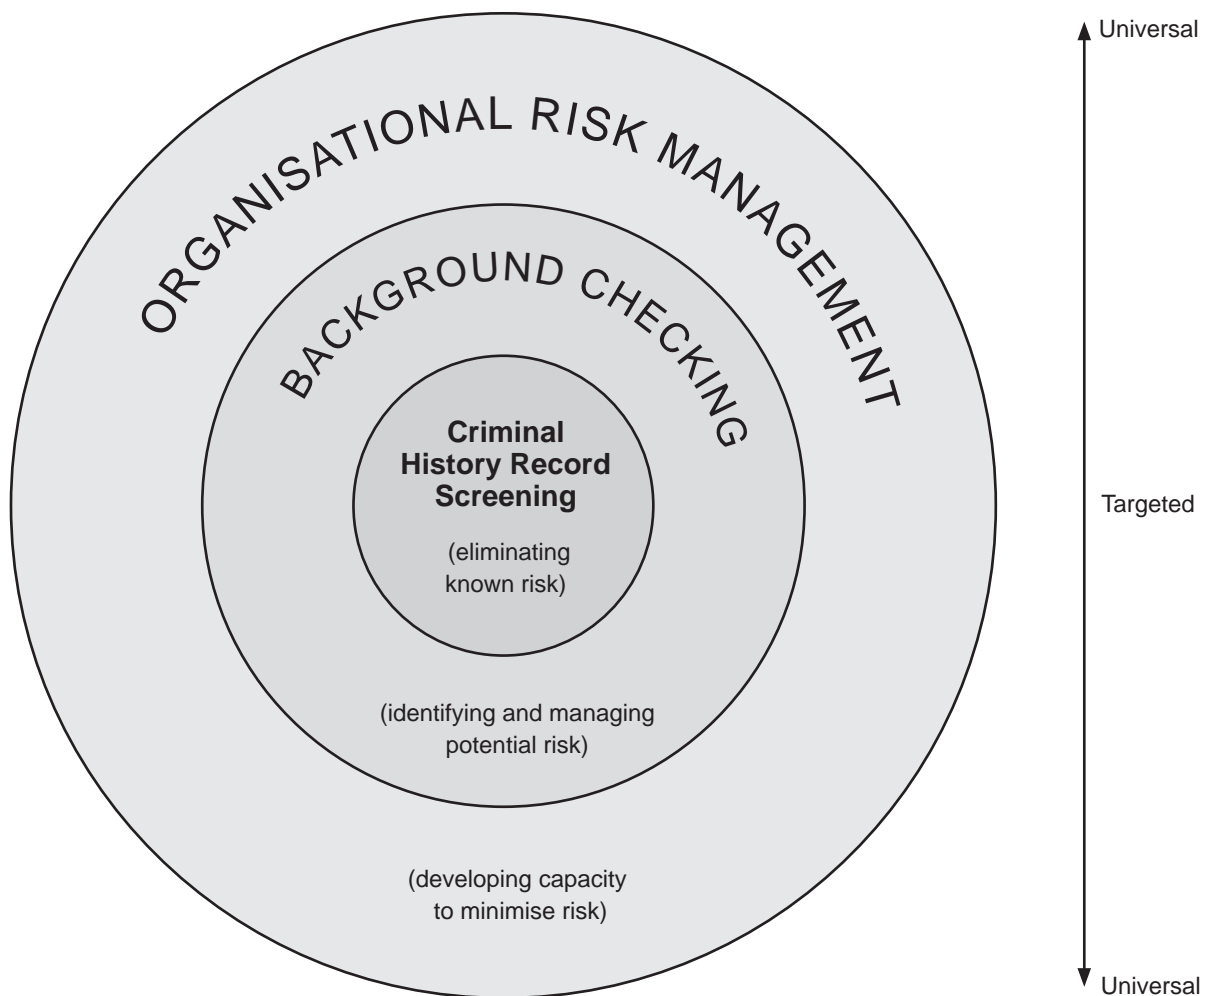 Universal
ORGANISATIONAL RISK MANAGEMENT
BACKGROUND CHECKING
Criminal
History Record
Screening
(eliminating
known risk)
Targeted
(identifying and managing
potential risk)
(developing capacity
to minimise risk)
Universal